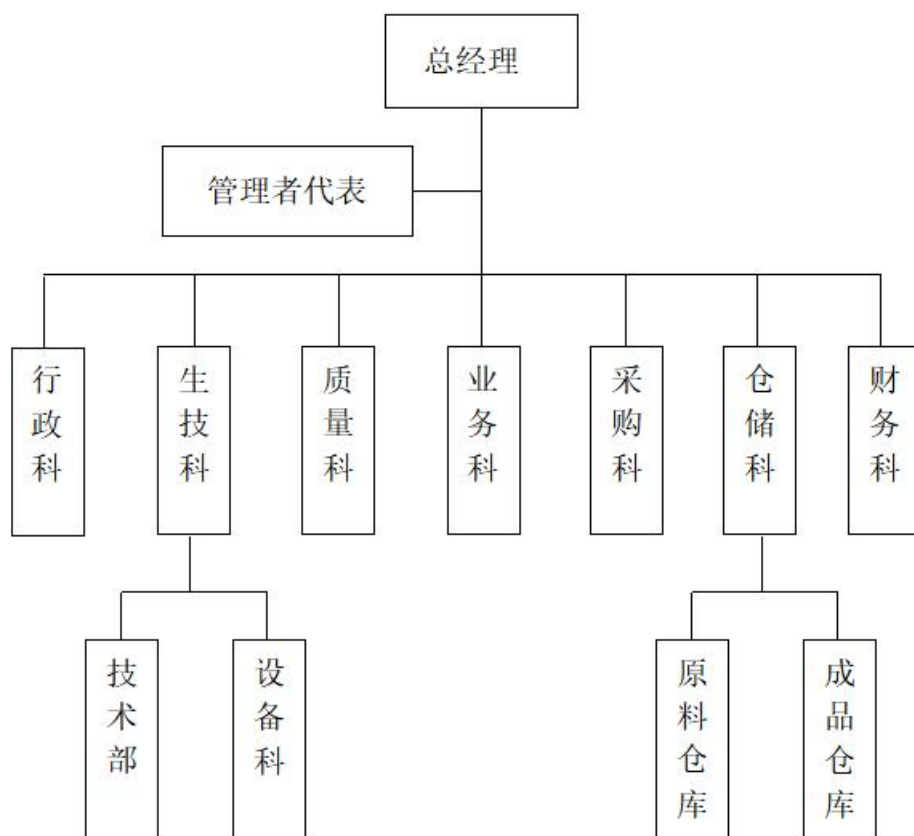 总经理
管理者代表
行政科
生技科
质量科
业务科
采购科
仓储科
财务科
技术部
设备科
原料仓库
成品仓库